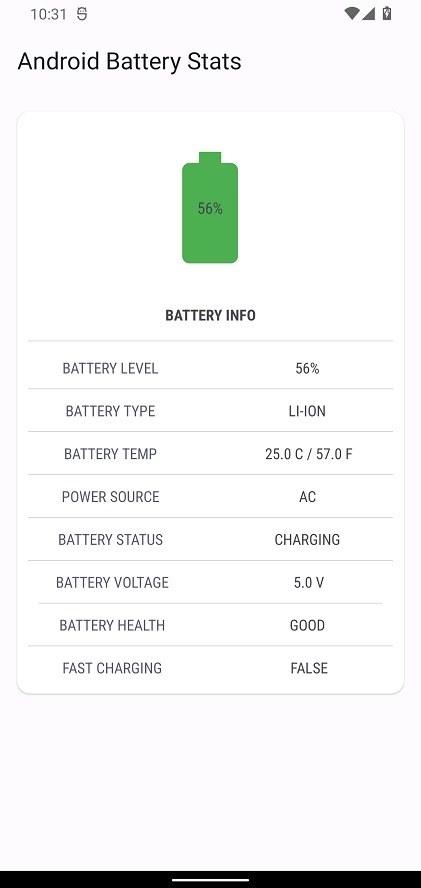 10:31
Android Battery Stats
56%
BATTERY INFO
BATTERY LEVEL 56%
BATTERY TYPE LI-ION
BATTERY TEMP 25.0 C / 57.0 F
POWER SOURCE AC
BATTERY STATUS CHARGING
BATTERY VOLTAGE 5.0 V
BATTERY HEALTH GOOD
FAST CHARGING FALSE